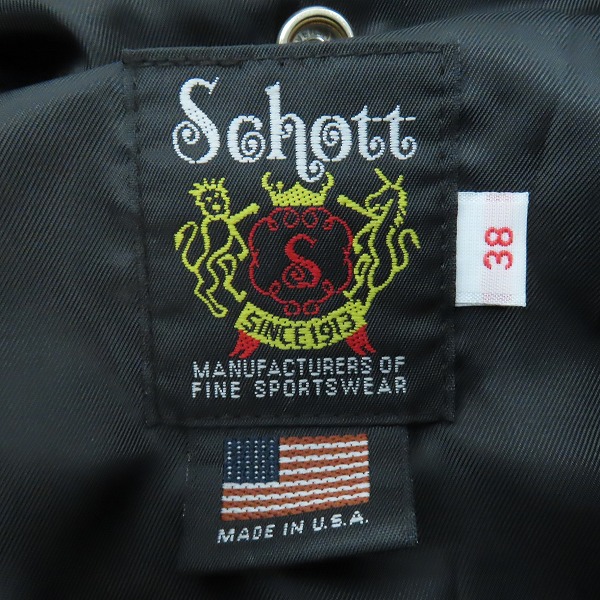 Schott
S
SINCE 1913
MANUFACTURERS OF
FINE SPORTSWEAR
38
MADE IN U.S.A.